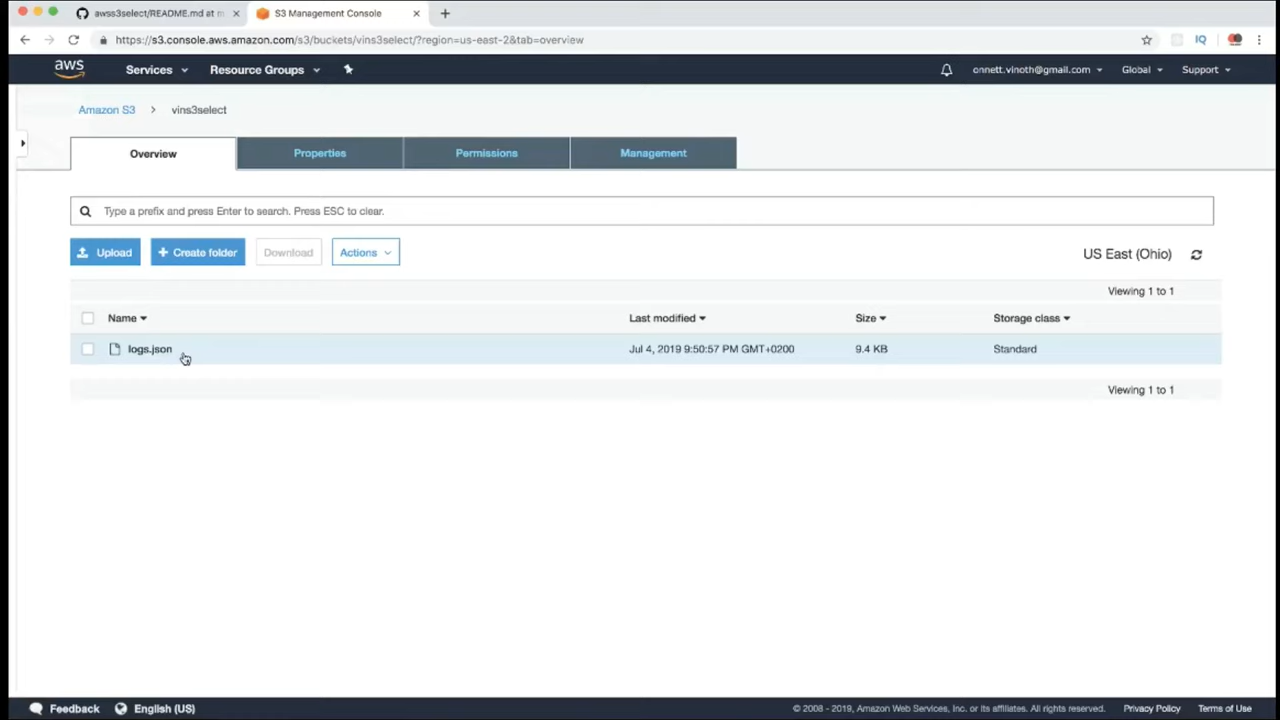 awss3select/README.md at m
S3 Management Console
https://s3.console.aws.amazon.com/s3/buckets/vins3select/?region=us-east-2&tab=overview
IQ
aws Services Resource Groups onnett.vinoth@gmail.com Global Support
Amazon S3 vins3select
Overview Properties Permissions Management
Type a prefix and press Enter to search. Press ESC to clear.
Upload + Create folder Download Actions US East (Ohio)
Viewing 1 to 1
Name Last modified Size Storage class
logs.json Jul 4, 2019 9:50:57 PM GMT+0200 9.4 KB Standard
Viewing 1 to 1
Feedback English (US) © 2008 - 2019, Amazon Web Services, Inc. or its affiliates. All rights reserved. Privacy Policy Terms of Use